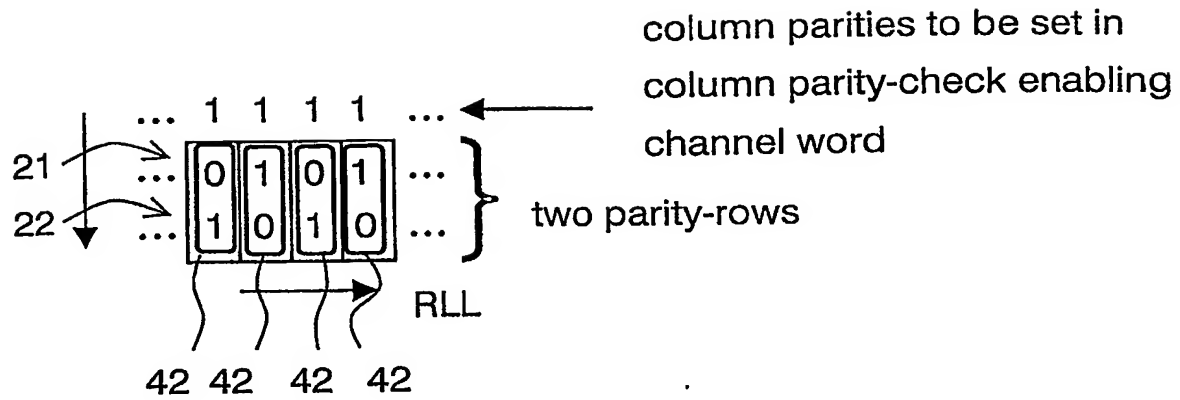 column parities to be set in
column parity-check enabling
channel word
... 1 1 1 1 ...
21 ... 0 1 0 1 ...
22 ... 1 0 1 0 ...
two parity-rows
RLL
42 42 42 42